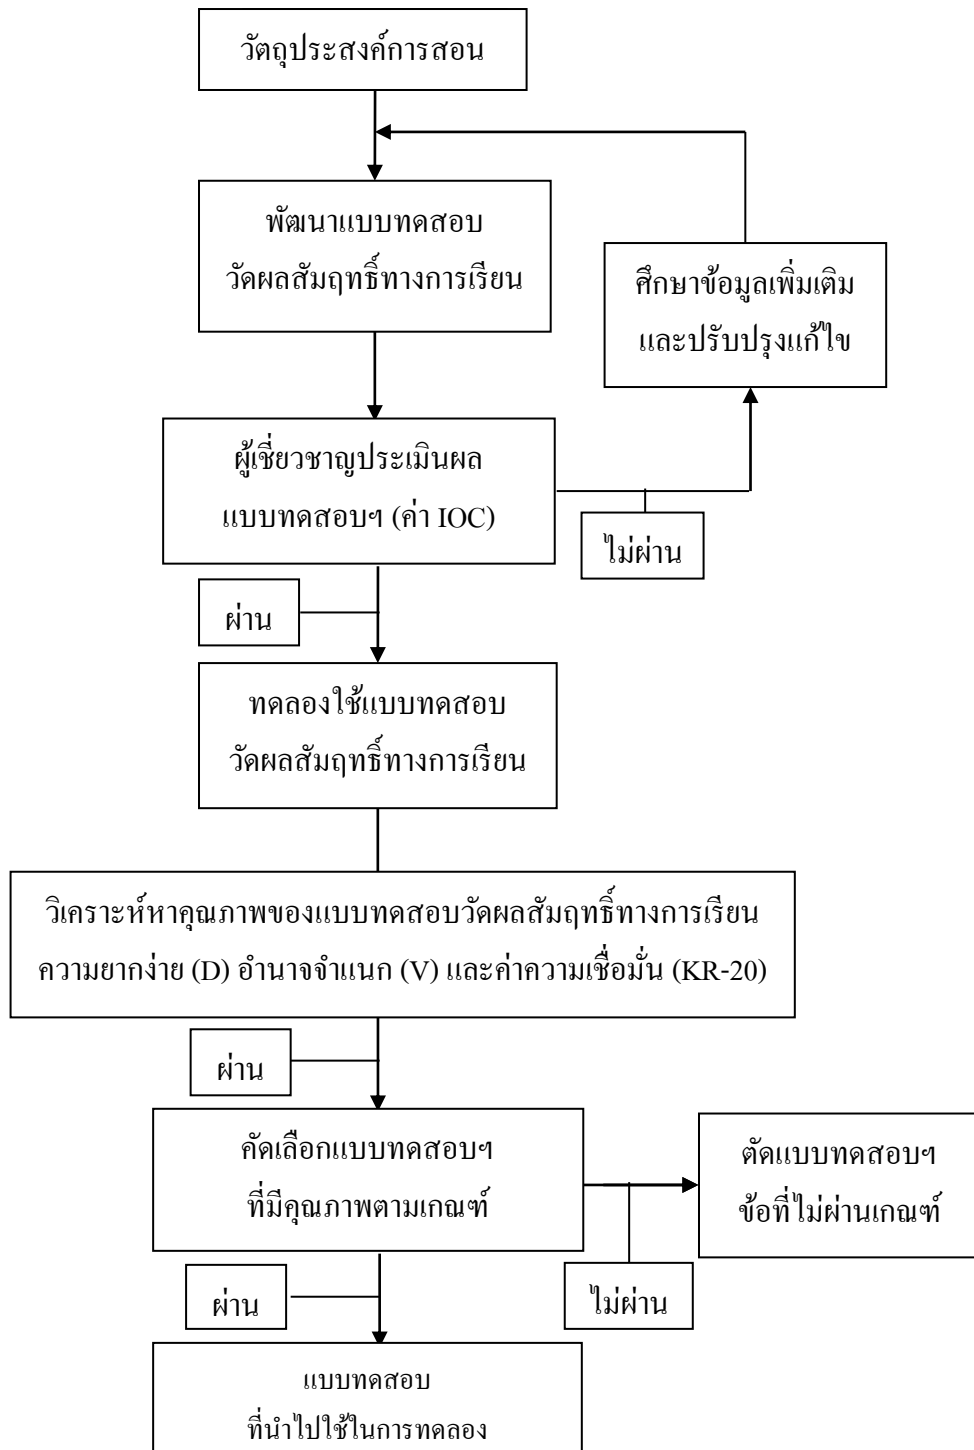 วัตถุประสงค์การสอน
พัฒนาแบบทดสอบ
วัดผลสัมฤทธิ์ทางการเรียน
ศึกษาข้อมูลเพิ่มเติม
และปรับปรุงแก้ไข
ผู้เชี่ยวชาญประเมินผล
แบบทดสอบฯ (ค่า IOC)
ไม่ผ่าน
ผ่าน
ทดลองใช้แบบทดสอบ
วัดผลสัมฤทธิ์ทางการเรียน
วิเคราะห์หาคุณภาพของแบบทดสอบวัดผลสัมฤทธิ์ทางการเรียน
ความยากง่าย (D) อำนาจจำแนก (V) และค่าความเชื่อมั่น (KR-20)
ผ่าน
คัดเลือกแบบทดสอบฯ
ที่มีคุณภาพตามเกณฑ์
ตัดแบบทดสอบฯ
ข้อที่ไม่ผ่านเกณฑ์
ผ่าน
ไม่ผ่าน
แบบทดสอบ
ที่นำไปใช้ในการทดลอง